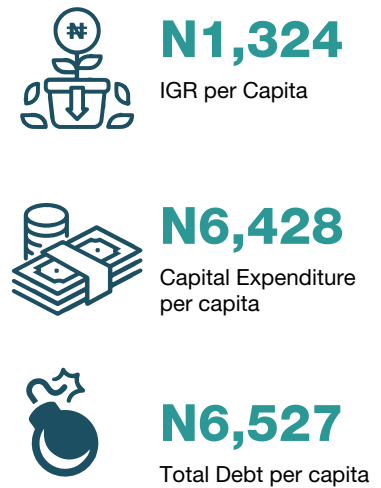 ₦
N1,324
IGR per Capita
N6,428
Capital Expenditure
per capita
N6,527
Total Debt per capita